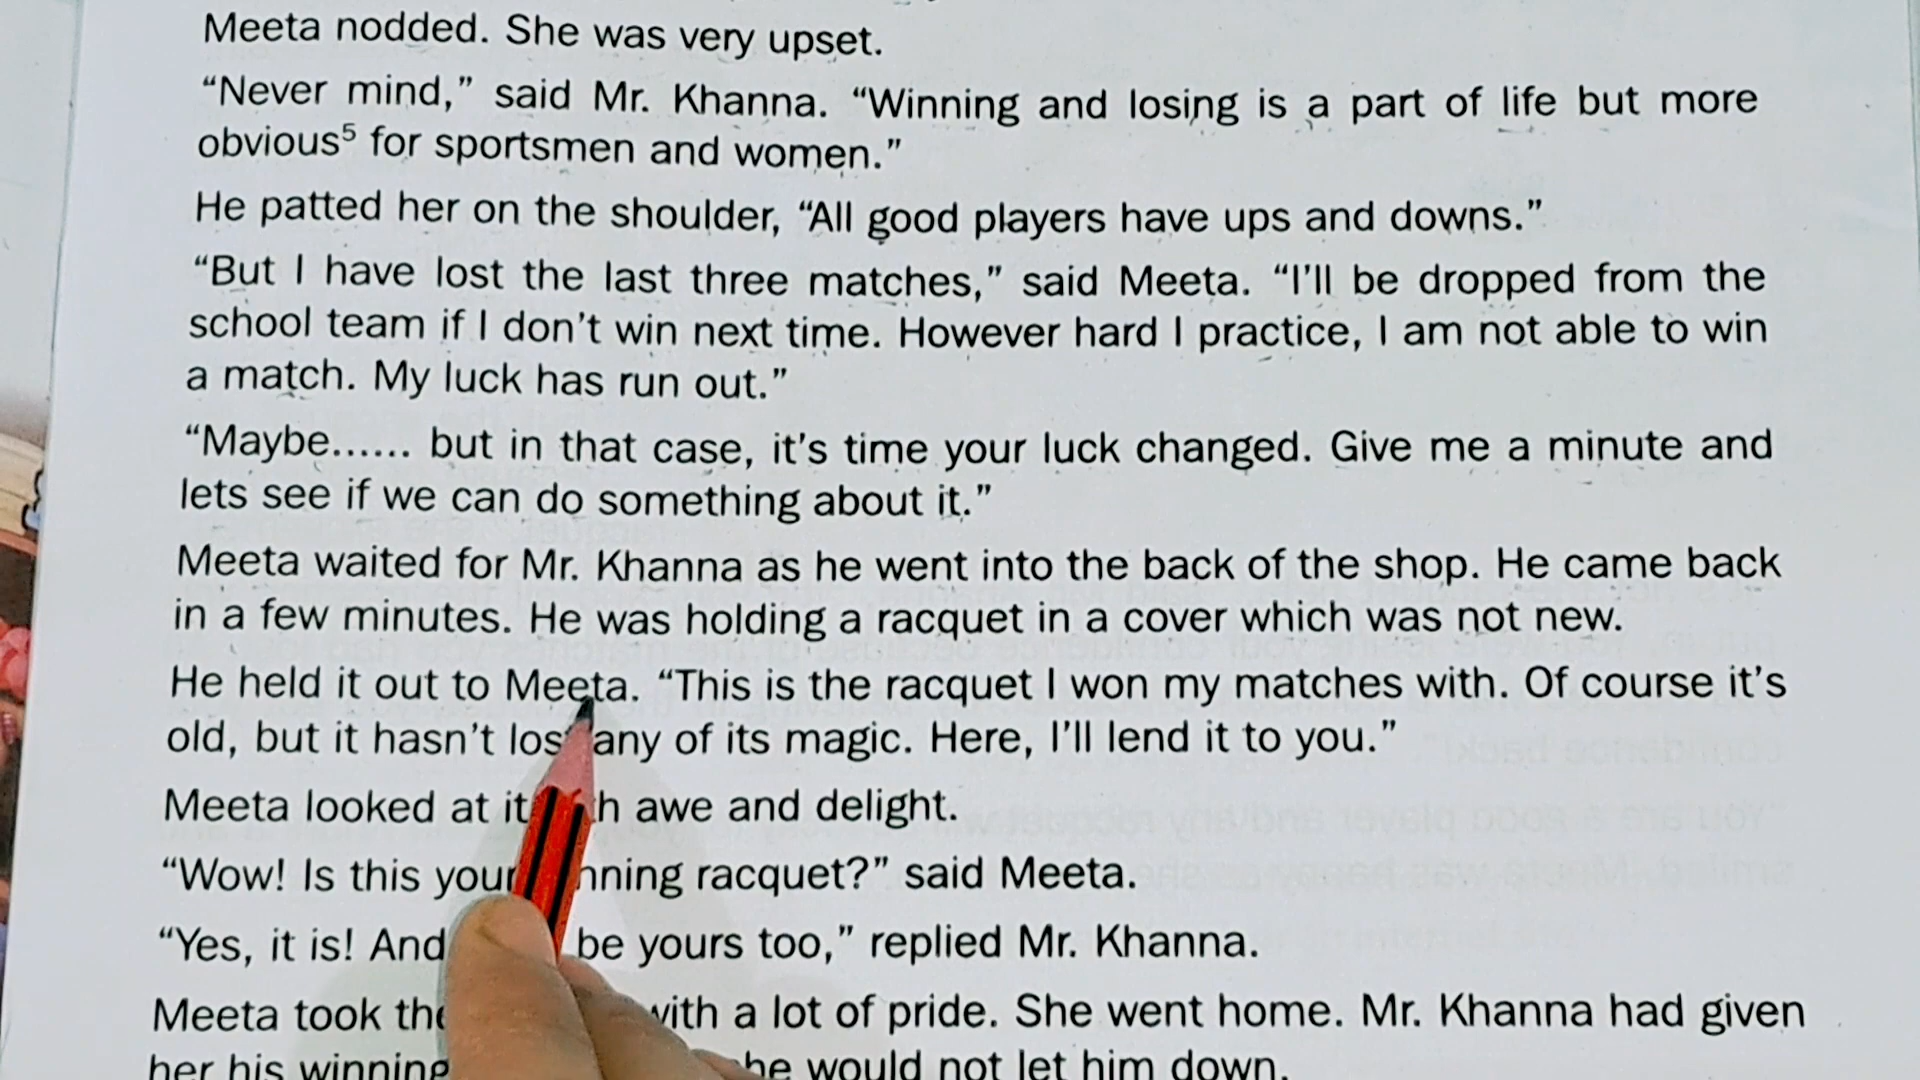 Meeta nodded. She was very upset.
“Never mind,” said Mr. Khanna. “Winning and losing is a part of life but more
obvious⁵ for sportsmen and women.”
He patted her on the shoulder, “All good players have ups and downs.”
“But I have lost the last three matches,” said Meeta. “I’ll be dropped from the
school team if I don’t win next time. However hard I practice, I am not able to win
a match. My luck has run out.”
“Maybe...... but in that case, it’s time your luck changed. Give me a minute and
lets see if we can do something about it.”
Meeta waited for Mr. Khanna as he went into the back of the shop. He came back
in a few minutes. He was holding a racquet in a cover which was not new.
He held it out to Meeta. “This is the racquet I won my matches with. Of course it’s
old, but it hasn’t lost any of its magic. Here, I’ll lend it to you.”
Meeta looked at it awe and delight.
“Wow! Is this your racquet?” said Meeta.
“Yes, it is! And be yours too,” replied Mr. Khanna.
Meeta took with a lot of pride. She went home. Mr. Khanna had given
her his winning would not let him down.